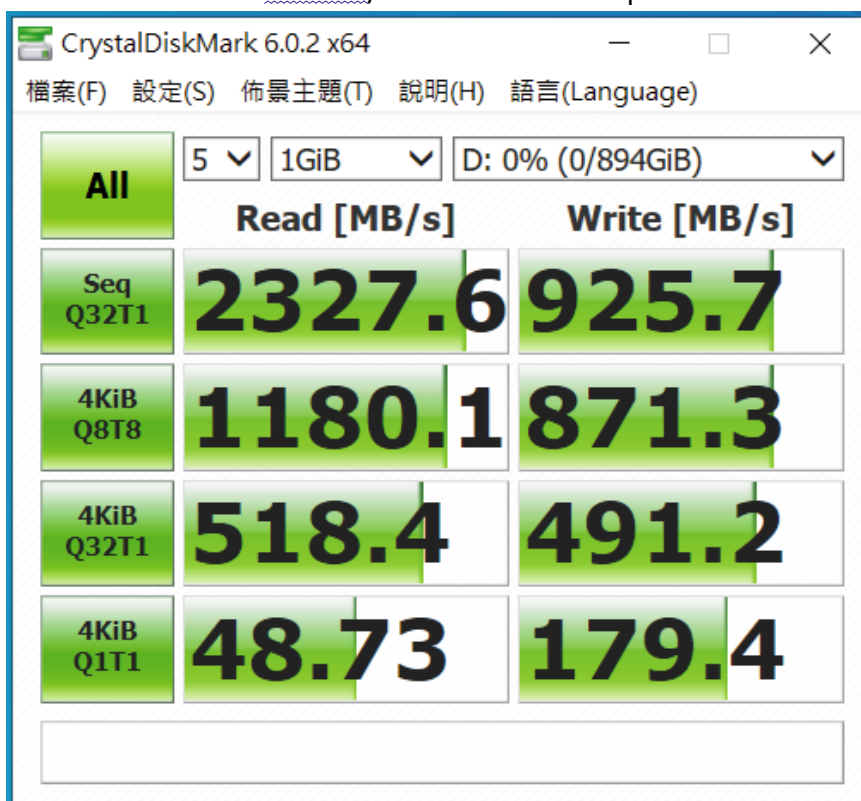 CrystalDiskMark 6.0.2 x64
檔案(F) 設定(S) 佈景主題(T) 說明(H) 語言(Language)
All 5 1GiB D: 0% (0/894GiB)
Read [MB/s] Write [MB/s]
Seq
Q32T1 2327.6 925.7
4KiB
Q8T8 1180.1 871.3
4KiB
Q32T1 518.4 491.2
4KiB
Q1T1 48.73 179.4